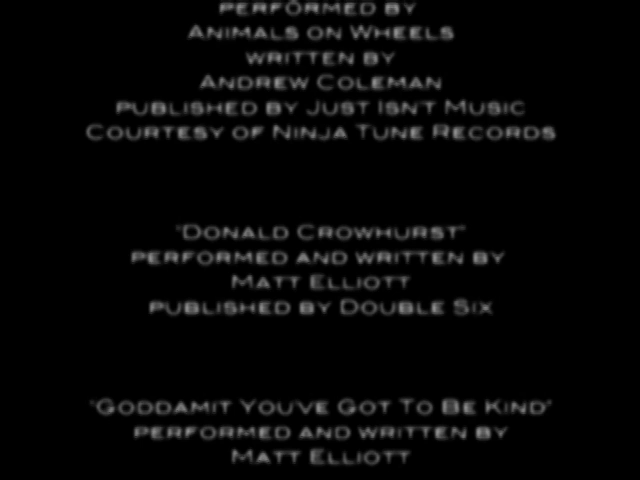 PERFORMED BY
ANIMALS ON WHEELS
WRITTEN BY
ANDREW COLEMAN
PUBLISHED BY JUST ISN'T MUSIC
COURTESY OF NINJA TUNE RECORDS
"DONALD CROWHURST"
PERFORMED AND WRITTEN BY
MATT ELLIOTT
PUBLISHED BY DOUBLE SIX
"GODDAMIT YOU'VE GOT TO BE KIND"
PERFORMED AND WRITTEN BY
MATT ELLIOTT